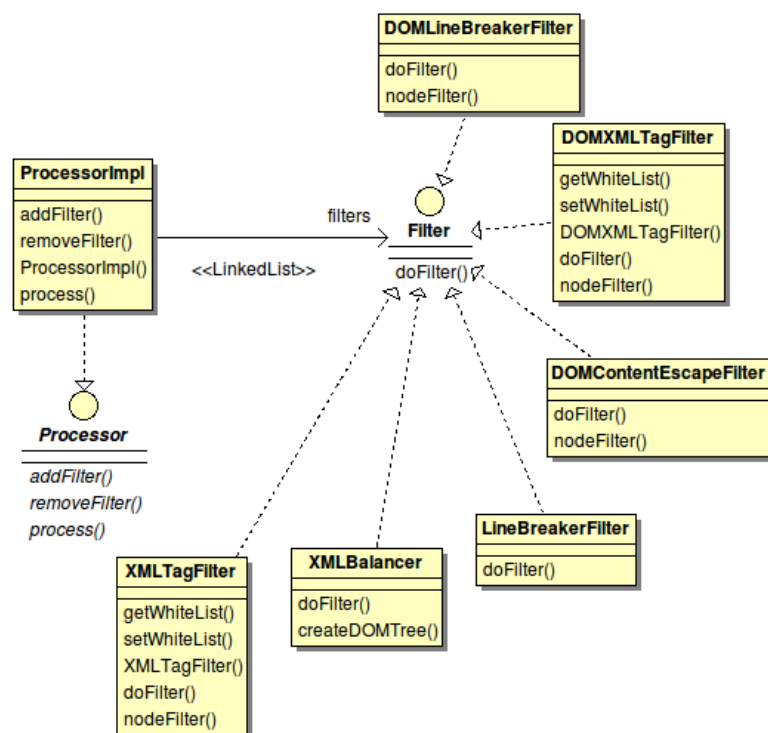 DOMLineBreakerFilter
doFilter()
nodeFilter()
DOMXMLTagFilter
getWhiteList()
setWhiteList()
DOMXMLTagFilter()
doFilter()
nodeFilter()
ProcessorImpl
addFilter()
removeFilter()
ProcessorImpl()
process()
filters
<<LinkedList>>
Filter
doFilter()
DOMContentEscapeFilter
doFilter()
nodeFilter()
Processor
addFilter()
removeFilter()
process()
LineBreakerFilter
doFilter()
XMLBalancer
doFilter()
createDOMTree()
XMLTagFilter
getWhiteList()
setWhiteList()
XMLTagFilter()
doFilter()
nodeFilter()